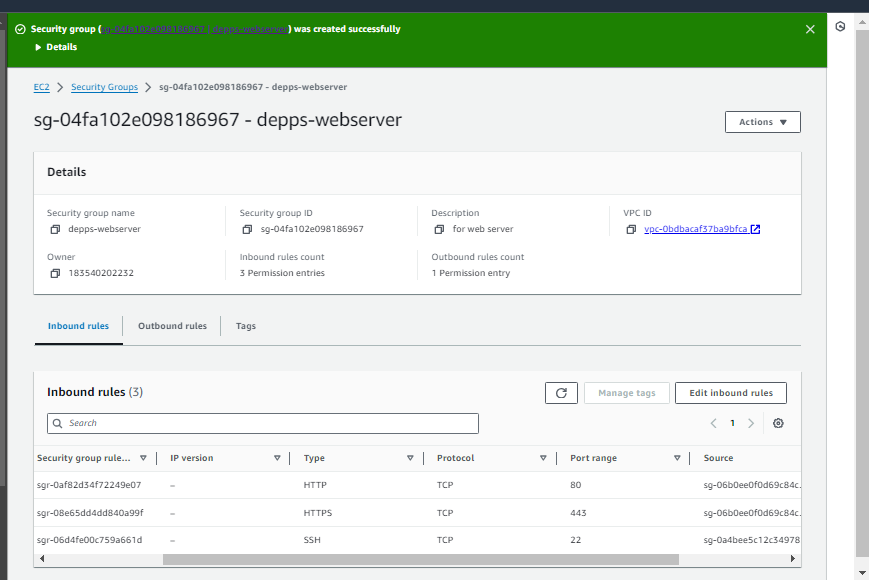 Security group (sg-04fa102e098186967 | depps-webserver) was created successfully
Details
EC2 > Security Groups > sg-04fa102e098186967 - depps-webserver
sg-04fa102e098186967 - depps-webserver
Actions
Details
Security group name
depps-webserver
Security group ID
sg-04fa102e098186967
Description
for web server
VPC ID
vpc-0bdbacaf37ba9bfca
Owner
183540202232
Inbound rules count
3 Permission entries
Outbound rules count
1 Permission entry
Inbound rules Outbound rules Tags
Inbound rules (3)
Manage tags Edit inbound rules
Search
1
Security group rule... IP version Type Protocol Port range Source
sgr-0af82d34f72249e07 – HTTP TCP 80 sg-06b0ee0f0d69c84c.
sgr-08e65dd4dd840a99f – HTTPS TCP 443 sg-06b0ee0f0d69c84c.
sgr-06d4fe00c759a661d – SSH TCP 22 sg-0a4bee5c12c34978